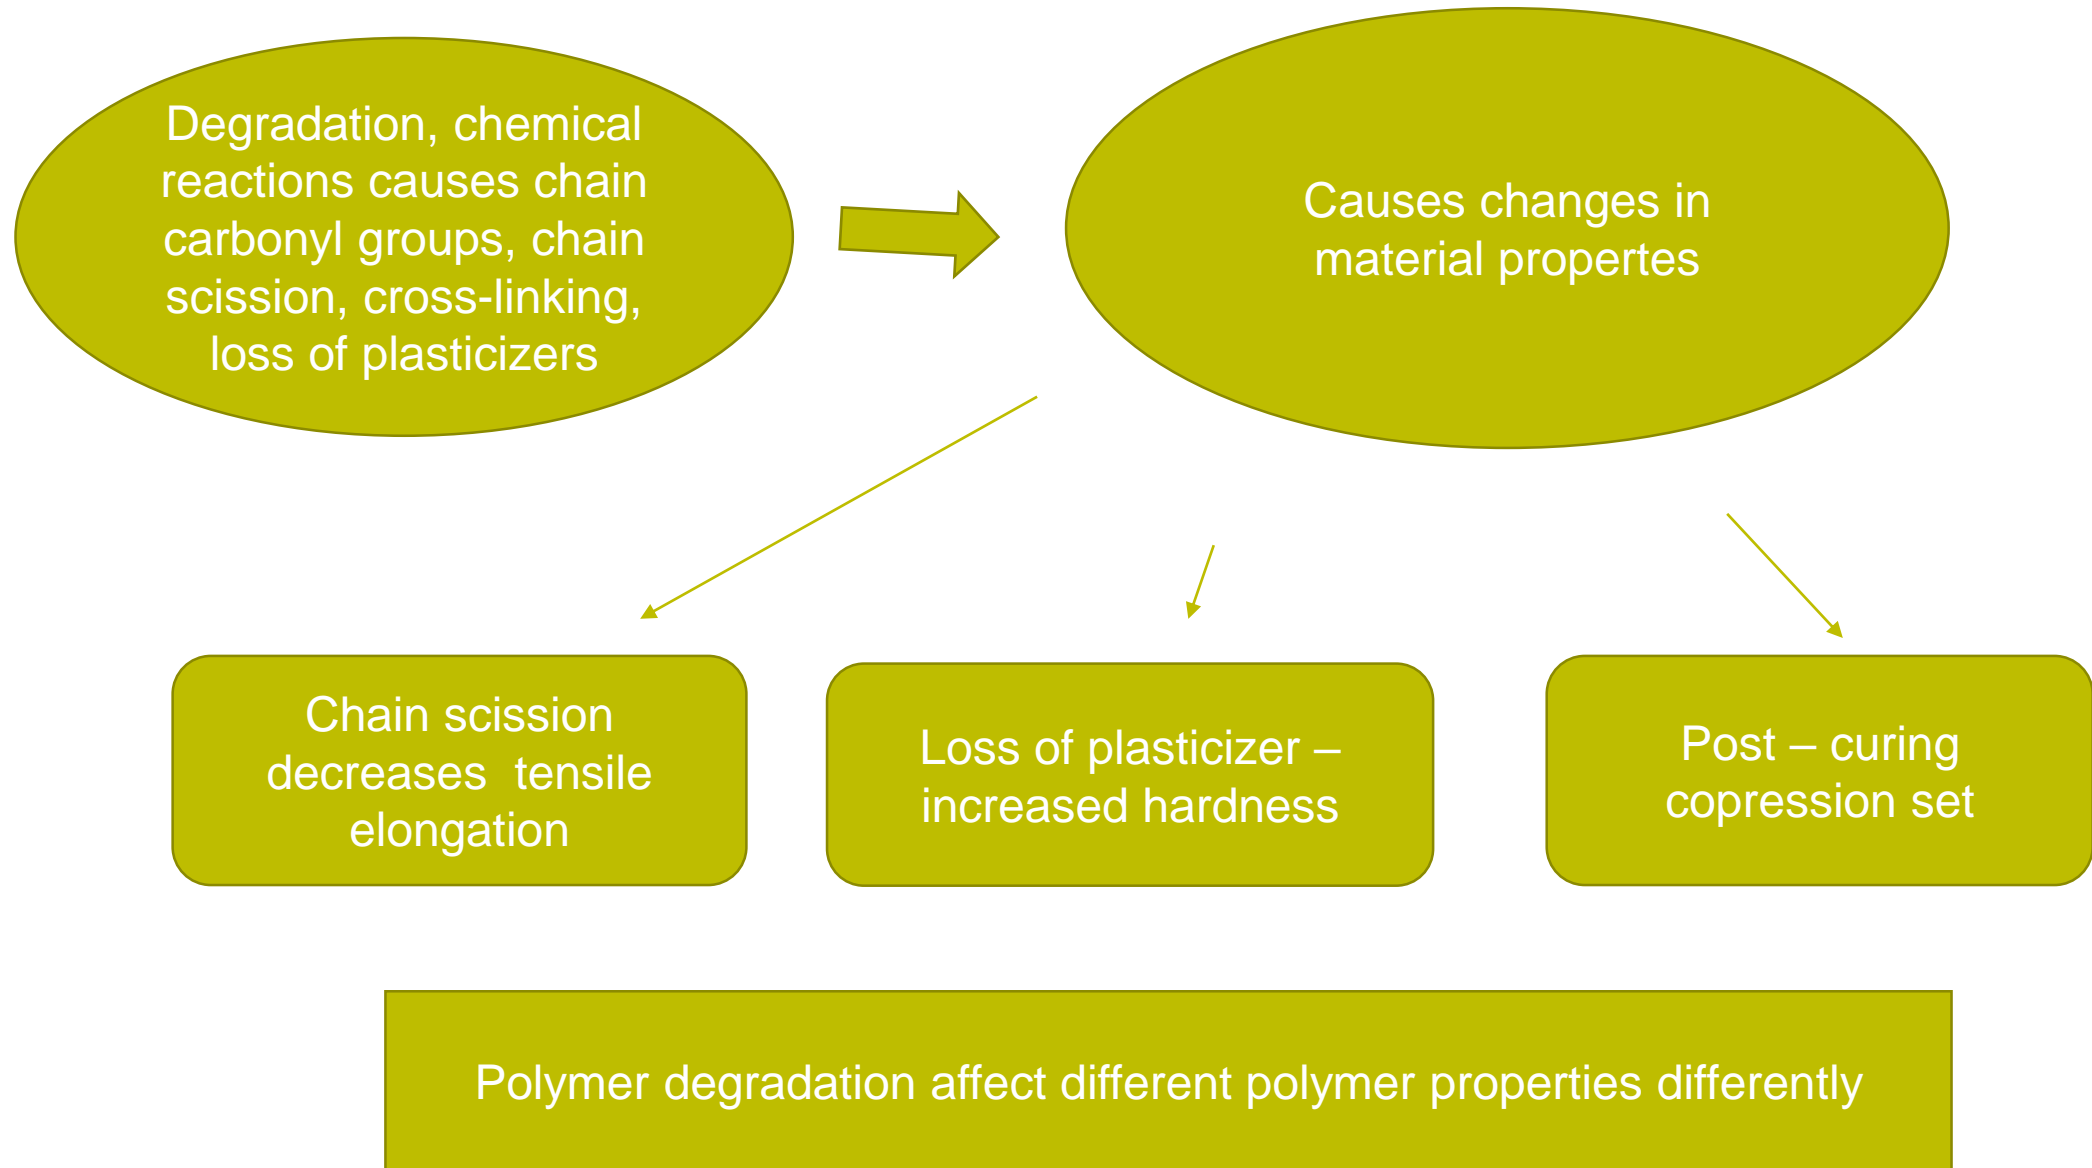 Degradation, chemical
reactions causes chain
carbonyl groups, chain
scission, cross-linking,
loss of plasticizers
Causes changes in
material propertes
Chain scission
decreases tensile
elongation
Loss of plasticizer –
increased hardness
Post – curing
copression set
Polymer degradation affect different polymer properties differently